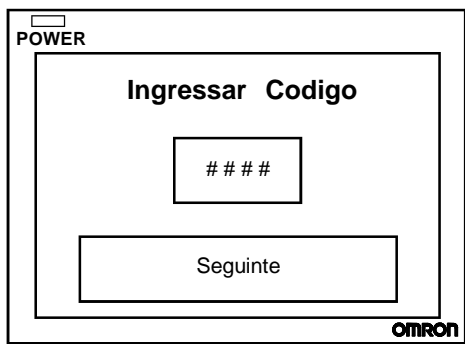 POWER
Ingressar Codigo
# # # #
Seguinte
OMRON